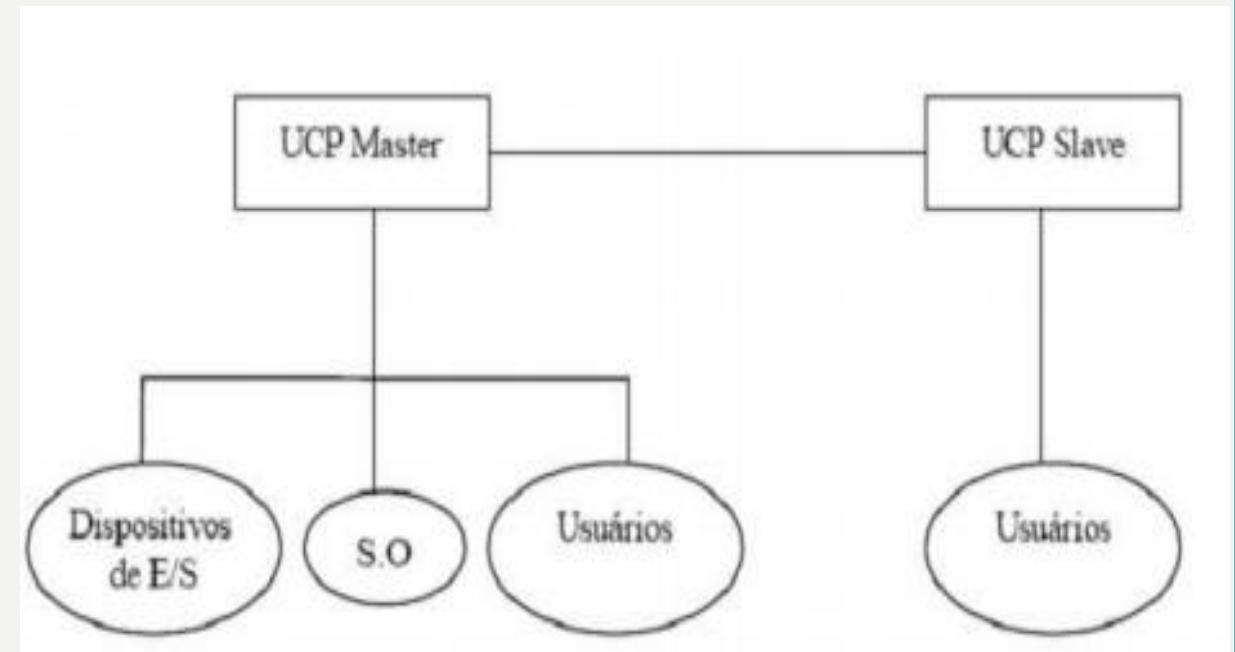 UCP Master
UCP Slave
Dispositivos
de E/S
S.O
Usuários
Usuários